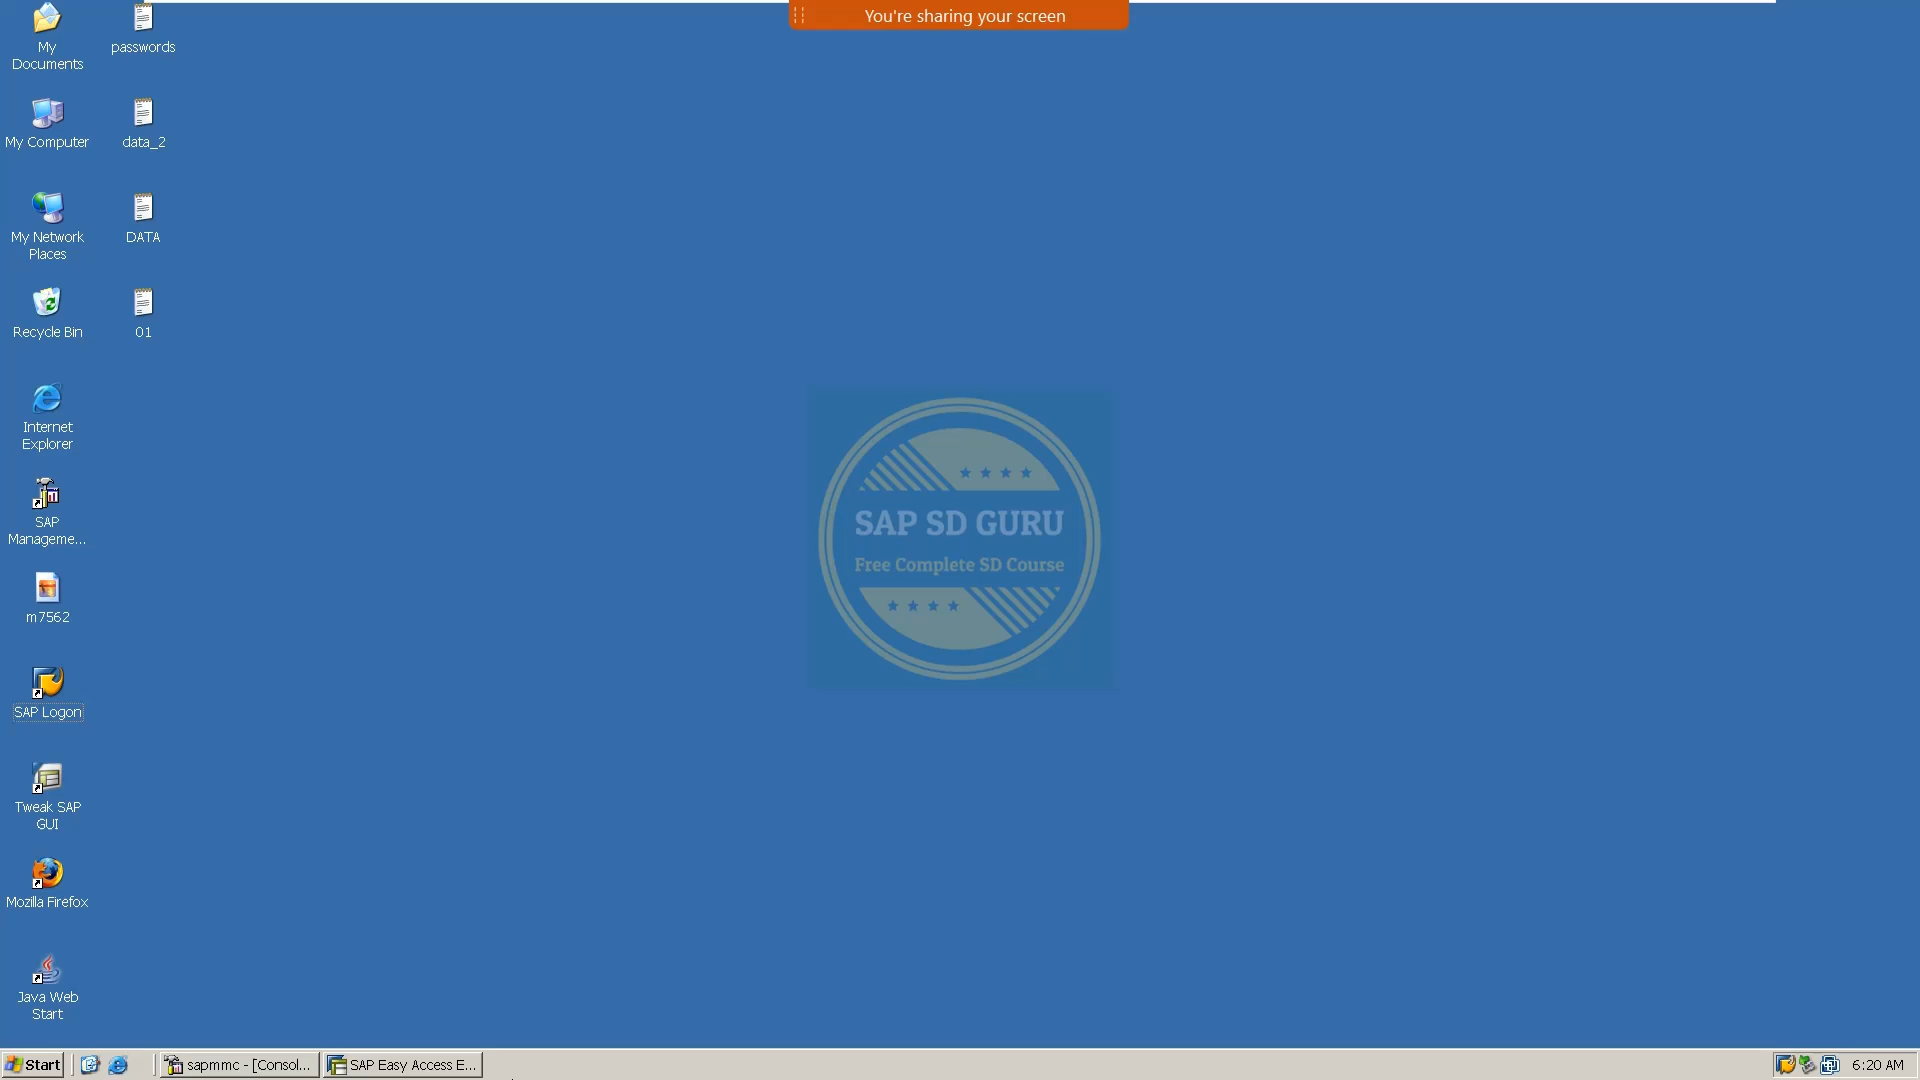 You're sharing your screen
My
Documents
passwords
My Computer
data_2
My Network
Places
DATA
Recycle Bin
01
Internet
Explorer
SAP
Manageme...
m7562
SAP Logon
Tweak SAP
GUI
Mozilla Firefox
Java Web
Start
SAP SD GURU
Free Complete SD Course
Start
sapmmc - [Consol...
SAP Easy Access E...
6:20 AM